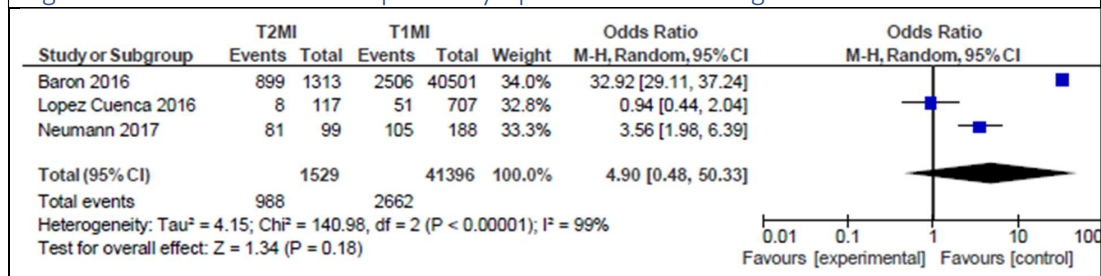 T2MI T1MI Odds Ratio Odds Ratio
Study or Subgroup Events Total Events Total Weight M-H, Random, 95% CI M-H, Random, 95% CI
Baron 2016 899 1313 2506 40501 34.0% 32.92 [29.11, 37.24]
Lopez Cuenca 2016 8 117 51 707 32.8% 0.94 [0.44, 2.04]
Neumann 2017 81 99 105 188 33.3% 3.56 [1.98, 6.39]
Total (95% CI) 1529 41396 100.0% 4.90 [0.48, 50.33]
Total events 988 2662
Heterogeneity: Tau² = 4.15; Chi² = 140.98, df = 2 (P < 0.00001); I² = 99%
Test for overall effect: Z = 1.34 (P = 0.18)
0.01 0.1 1 10 100
Favours [experimental] Favours [control]